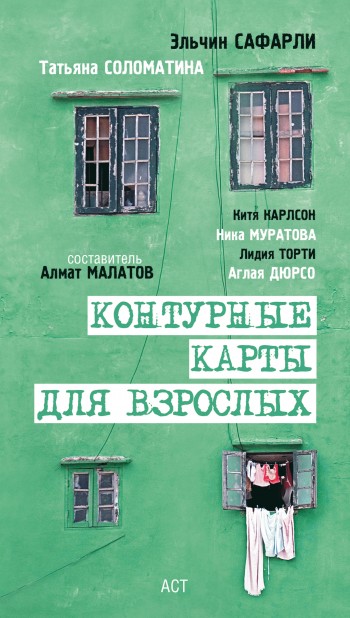 Эльчин САФАРЛИ
Татьяна СОЛОМАТИНА
Китя КАРЛСОН
Ника МУРАТОВА
Лидия ТОРТИ
Аглая ДЮРСО
составитель
Алмат МАЛАТОВ
КОНТУРНЫЕ
КАРТЫ
ДЛЯ ВЗРОСЛЫХ
АСТ